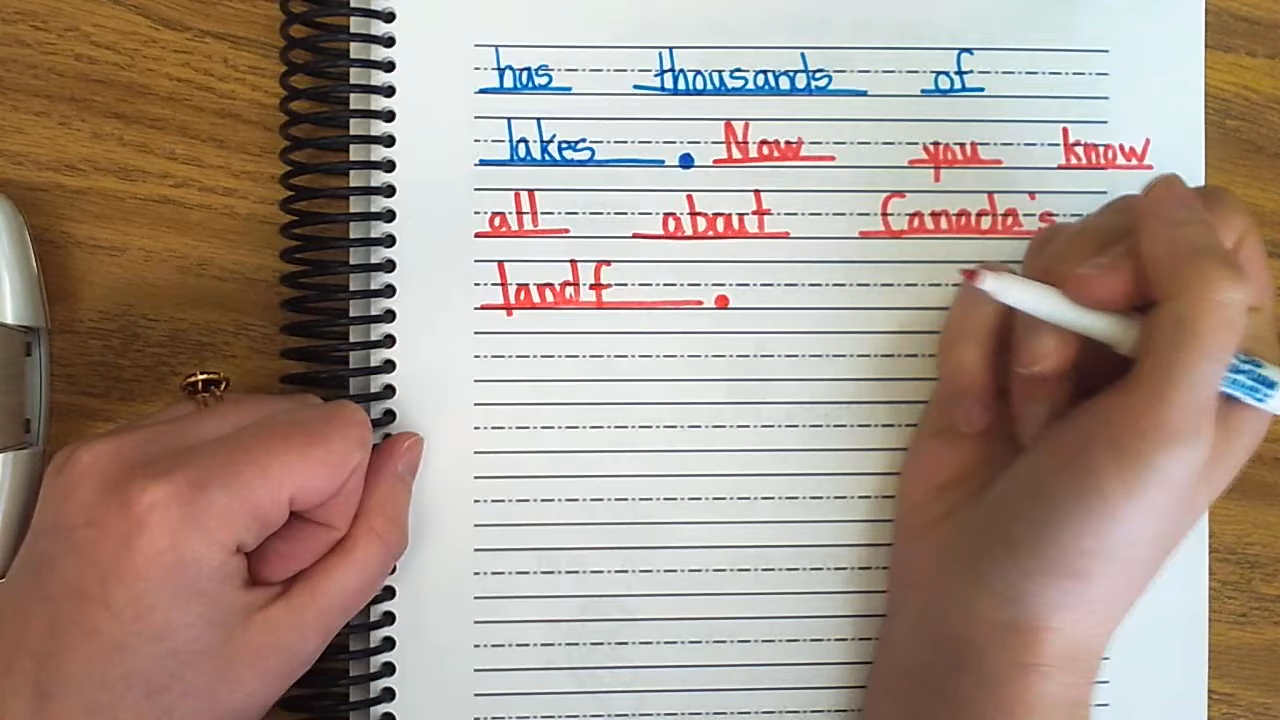 has thousands of
lakes. Now you know
all about Canada's
landf.